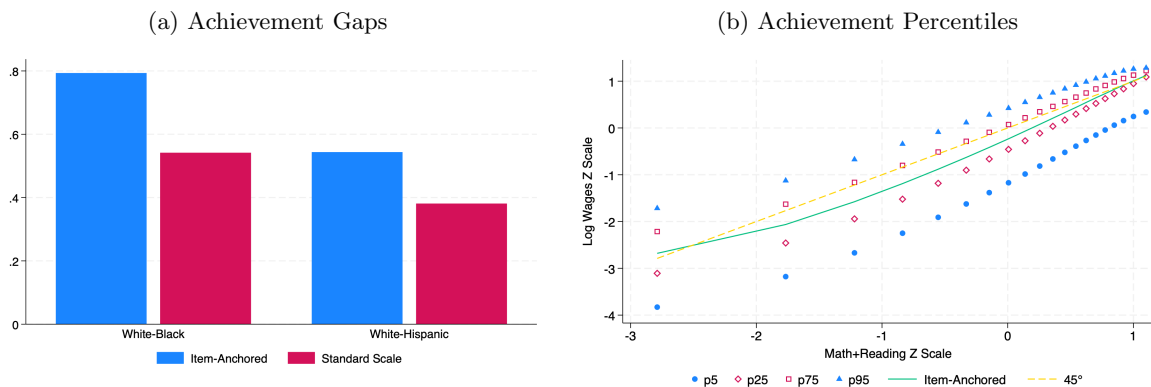 (a) Achievement Gaps
.8
.6
.4
.2
0
White-Black
White-Hispanic
Item-Anchored
Standard Scale
(b) Achievement Percentiles
Log Wages Z Scale
1
0
-1
-2
-3
-4
-3
-2
-1
0
1
Math+Reading Z Scale
p5
p25
p75
p95
Item-Anchored
45°